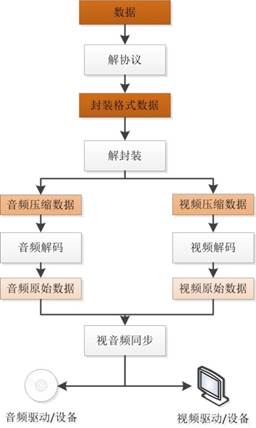 数据
解协议
封装格式数据
解封装
音频压缩数据
视频压缩数据
音频解码
视频解码
音频原始数据
视频原始数据
视音频同步
音频驱动/设备
视频驱动/设备